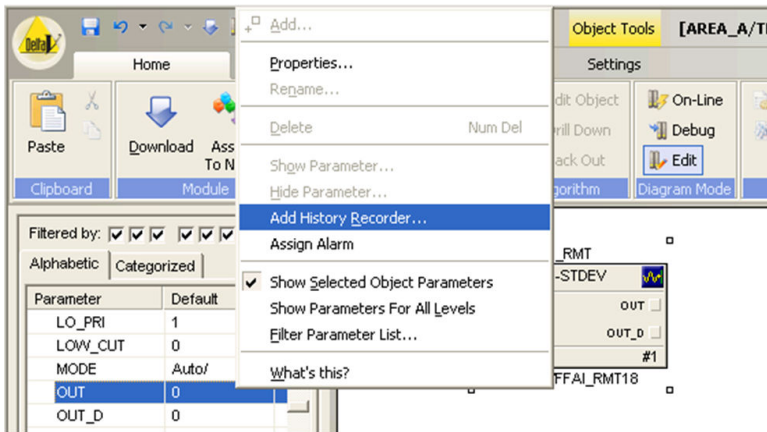 DeltaV
Object Tools
[AREA_A/T
Home
Settings
Paste
Download
Ass
To N
Clipboard
Module
dit Object
rill Down
ack Out
gorithm
On-Line
Debug
Edit
Diagram Mode
Add...
Properties...
Rename...
Delete Num Del
Show Parameter...
Hide Parameter...
Add History Recorder...
Assign Alarm
Show Selected Object Parameters
Show Parameters For All Levels
Filter Parameter List...
What's this?
Filtered by:
Alphabetic Categorized
Parameter Default
LO_PRI 1
LOW_CUT 0
MODE Auto/
OUT 0
OUT_D 0
_RMT
-STDEV
OUT
OUT_D
#1
FFAI_RMT18